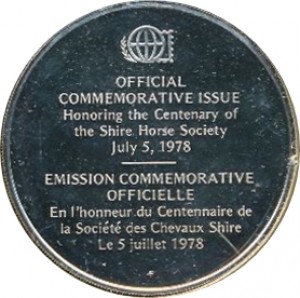 OFFICIAL
COMMEMORATIVE ISSUE
Honoring the Centenary of
the Shire Horse Society
July 5, 1978
EMISSION COMMEMORATIVE
OFFICIELLE
En l'honneur du Centennaire de
la Société des Chevaux Shire
Le 5 juillet 1978